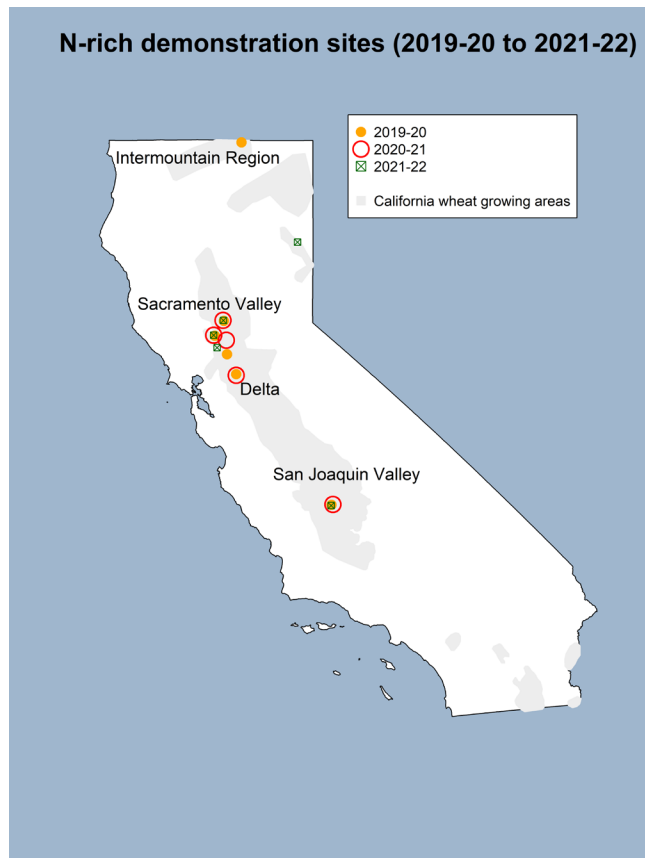 N-rich demonstration sites (2019-20 to 2021-22)
2019-20
2020-21
2021-22
California wheat growing areas
Intermountain Region
Sacramento Valley
Delta
San Joaquin Valley